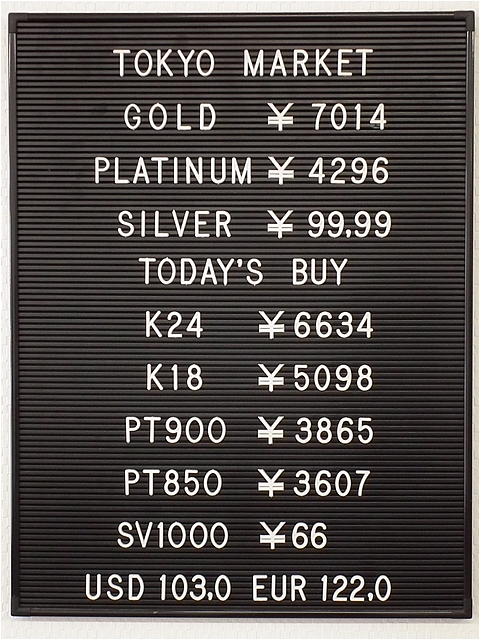 TOKYO MARKET
GOLD ¥ 7014
PLATINUM ¥ 4296
SILVER ¥ 99,99
TODAY'S BUY
K24 ¥6634
K18 ¥5098
PT900 ¥3865
PT850 ¥3607
SV1000 ¥66
USD 103,0 EUR 122,0